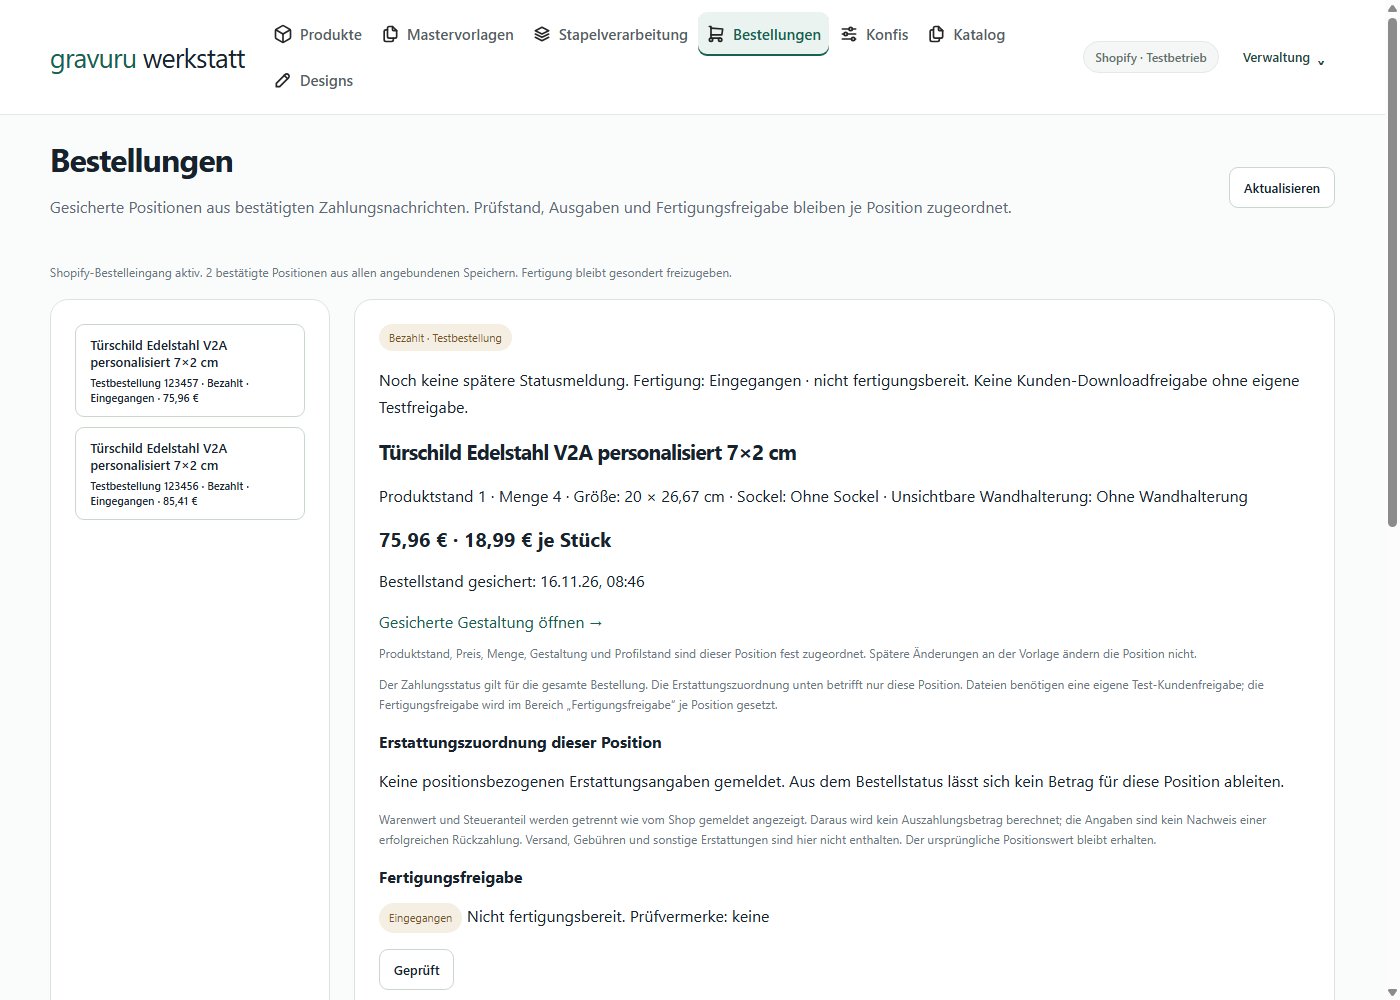 gravuru werkstatt
Produkte
Mastervorlagen
Stapelverarbeitung
Bestellungen
Konfis
Katalog
Designs
Shopify · Testbetrieb
Verwaltung
Bestellungen
Gesicherte Positionen aus bestätigten Zahlungsnachrichten. Prüfstand, Ausgaben und Fertigungsfreigabe bleiben je Position zugeordnet.
Aktualisieren
Shopify-Bestelleingang aktiv. 2 bestätigte Positionen aus allen angebundenen Speichern. Fertigung bleibt gesondert freizugeben.
Türschild Edelstahl V2A
personalisiert 7×2 cm
Testbestellung 123457 · Bezahlt ·
Eingegangen · 75,96 €
Türschild Edelstahl V2A
personalisiert 7×2 cm
Testbestellung 123456 · Bezahlt ·
Eingegangen · 85,41 €
Bezahlt · Testbestellung
Noch keine spätere Statusmeldung. Fertigung: Eingegangen · nicht fertigungsbereit. Keine Kunden-Downloadfreigabe ohne eigene
Testfreigabe.
Türschild Edelstahl V2A personalisiert 7×2 cm
Produktstand 1 · Menge 4 · Größe: 20 × 26,67 cm · Sockel: Ohne Sockel · Unsichtbare Wandhalterung: Ohne Wandhalterung
75,96 € · 18,99 € je Stück
Bestellstand gesichert: 16.11.26, 08:46
Gesicherte Gestaltung öffnen →
Produktstand, Preis, Menge, Gestaltung und Profilstand sind dieser Position fest zugeordnet. Spätere Änderungen an der Vorlage ändern die Position nicht.
Der Zahlungsstatus gilt für die gesamte Bestellung. Die Erstattungszuordnung unten betrifft nur diese Position. Dateien benötigen eine eigene Test-Kundenfreigabe; die
Fertigungsfreigabe wird im Bereich „Fertigungsfreigabe“ je Position gesetzt.
Erstattungszuordnung dieser Position
Keine positionsbezogenen Erstattungsangaben gemeldet. Aus dem Bestellstatus lässt sich kein Betrag für diese Position ableiten.
Warenwert und Steueranteil werden getrennt wie vom Shop gemeldet angezeigt. Daraus wird kein Auszahlungsbetrag berechnet; die Angaben sind kein Nachweis einer
erfolgreichen Rückzahlung. Versand, Gebühren und sonstige Erstattungen sind hier nicht enthalten. Der ursprüngliche Positionswert bleibt erhalten.
Fertigungsfreigabe
Eingegangen Nicht fertigungsbereit. Prüfvermerke: keine
Geprüft